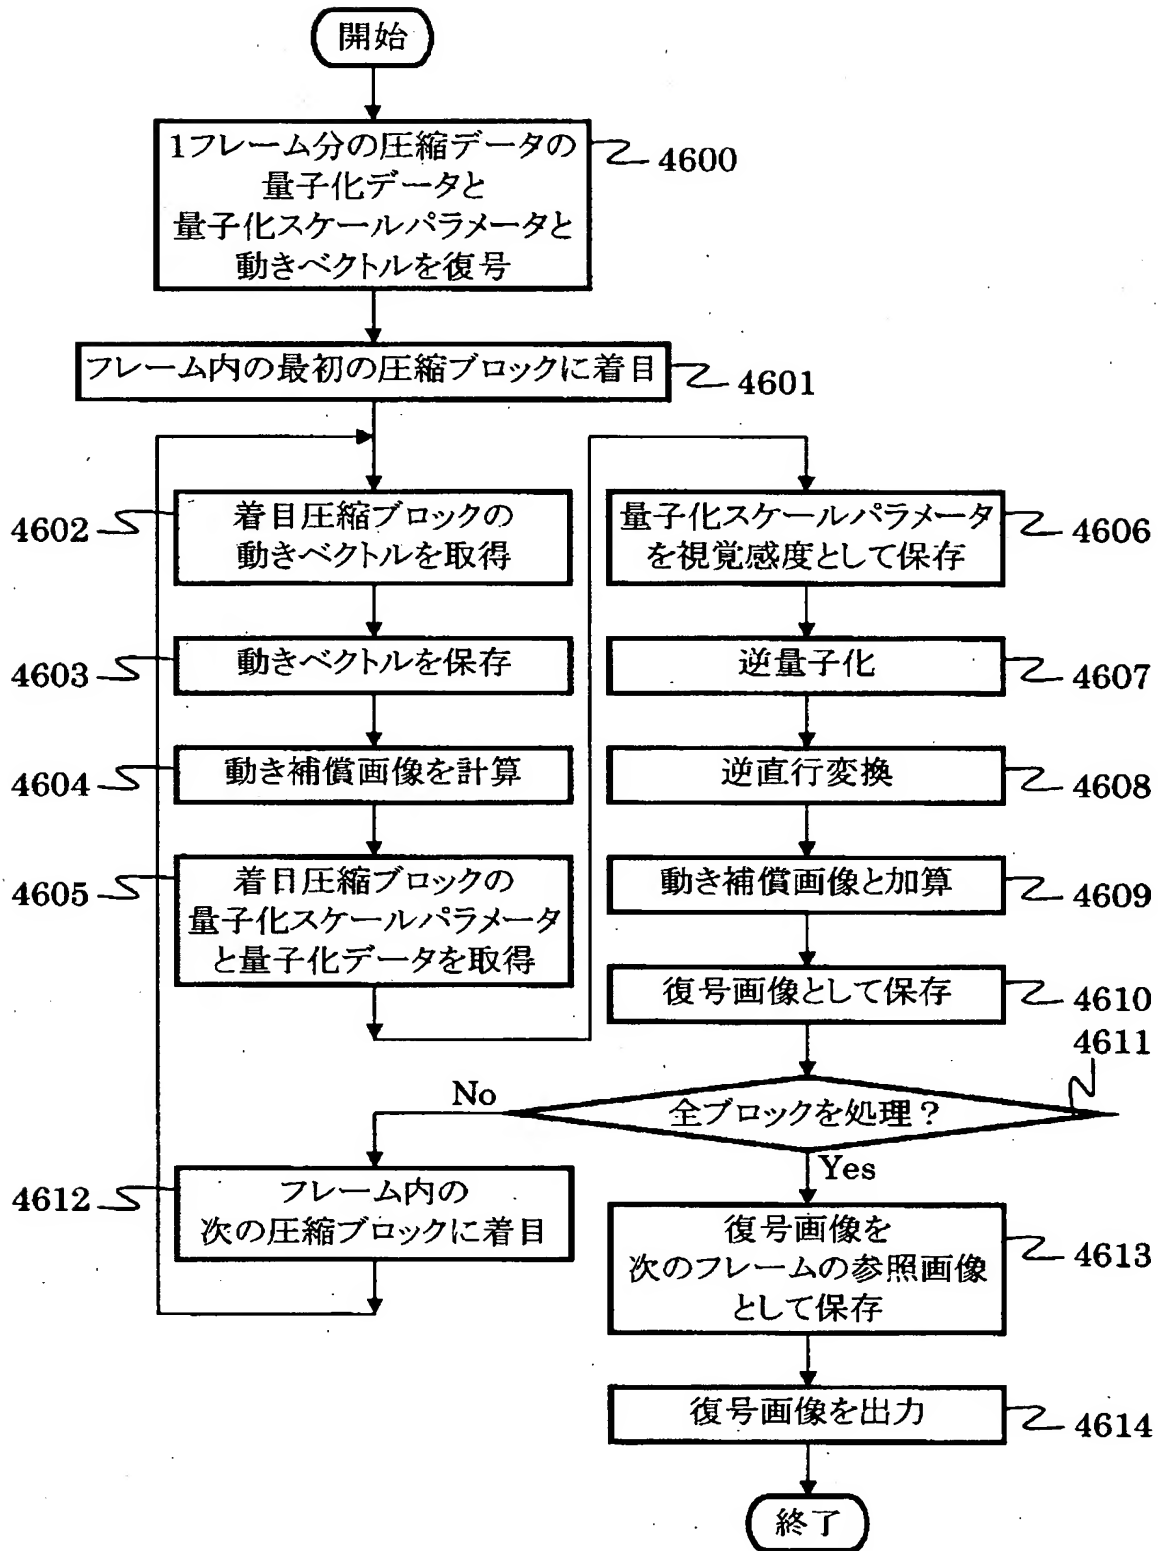 開始
1フレーム分の圧縮データの
量子化データと
量子化スケールパラメータと
動きベクトルを復号
4600
フレーム内の最初の圧縮ブロックに着目
4601
4602
着目圧縮ブロックの
動きベクトルを取得
4603
動きベクトルを保存
4604
動き補償画像を計算
4605
着目圧縮ブロックの
量子化スケールパラメータ
と量子化データを取得
量子化スケールパラメータ
を視覚感度として保存
4606
逆量子化
4607
逆直行変換
4608
動き補償画像と加算
4609
復号画像として保存
4610
4611
全ブロックを処理？
No
Yes
4612
フレーム内の
次の圧縮ブロックに着目
復号画像を
次のフレームの参照画像
として保存
4613
復号画像を出力
4614
終了